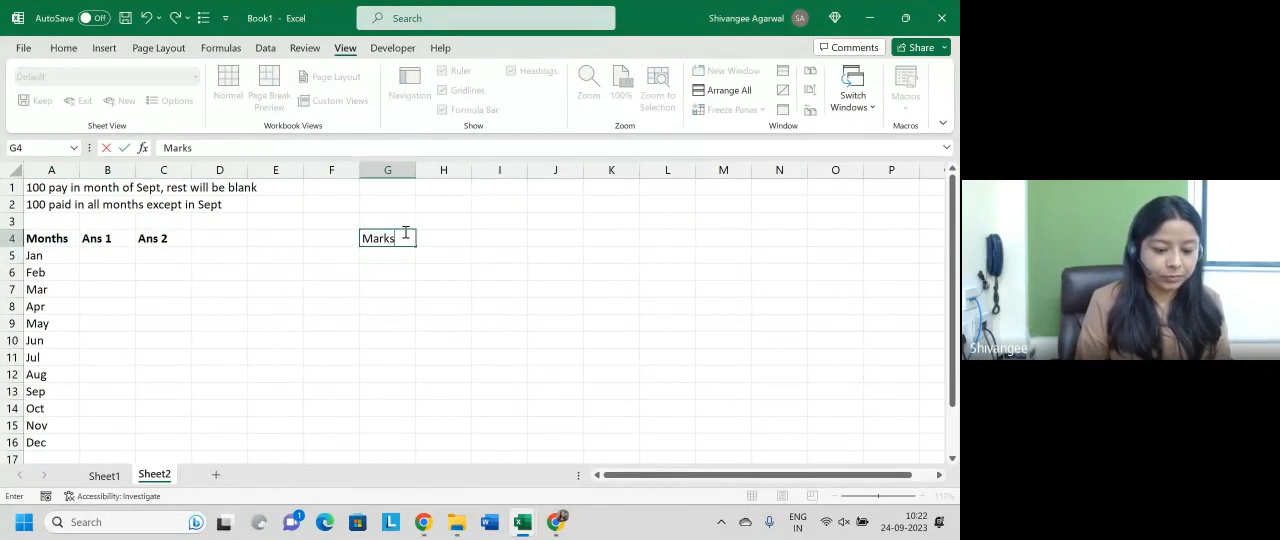 AutoSave Off Book1 - Excel Search Shivangee Agarwal SA
File Home Insert Page Layout Formulas Data Review View Developer Help Comments Share
Default
Keep Exit New Options
Sheet View
Normal Page Break Preview Page Layout Custom Views
Workbook Views
Navigation Ruler Gridlines Formula Bar Headings
Show
Zoom 100% Zoom to Selection
Zoom
New Window Arrange All Freeze Panes Switch Windows
Window
Macros
Macros
G4 fx Marks
A B C D E F G H I J K L M N O P
1 100 pay in month of Sept, rest will be blank
2 100 paid in all months except in Sept
3
4 Months Ans 1 Ans 2 Marks
5 Jan
6 Feb
7 Mar
8 Apr
9 May
10 Jun
11 Jul
12 Aug
13 Sep
14 Oct
15 Nov
16 Dec
17
Sheet1 Sheet2
Enter Accessibility: Investigate 112%
Search 1 L ENG IN 10:22 24-09-2023
Shivangee